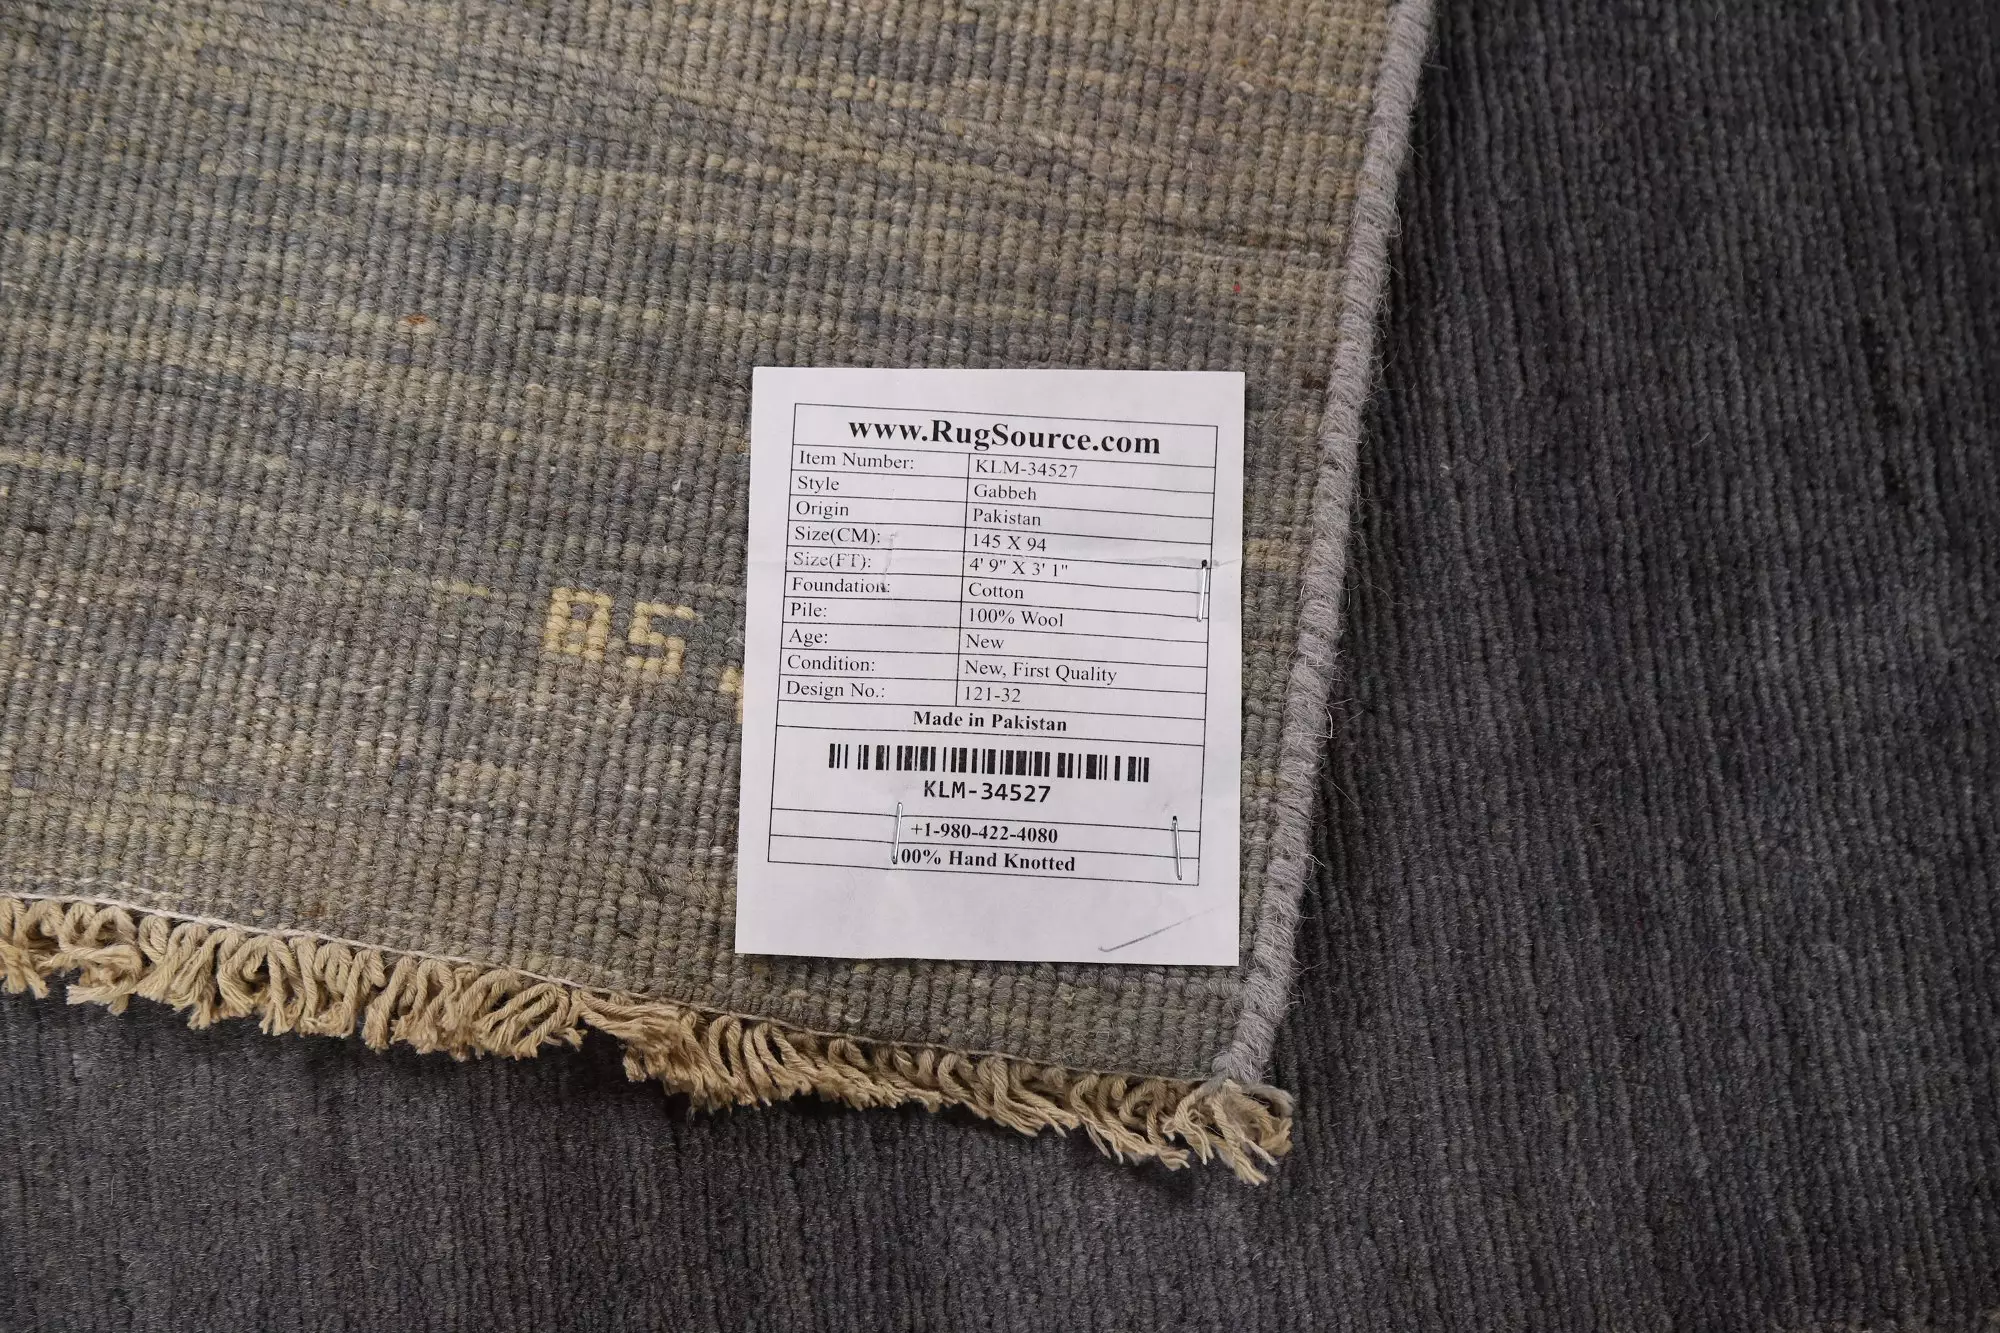 www.RugSource.com
Item Number: KLM-34527
Style Gabbeh
Origin Pakistan
Size(CM): 145 X 94
Size(FT): 4' 9" X 3' 1"
Foundation: Cotton
Pile: 100% Wool
Age: New
Condition: New, First Quality
Design No.: 121-32
Made in Pakistan
KLM-34527
+1-980-422-4080
00% Hand Knotted
85